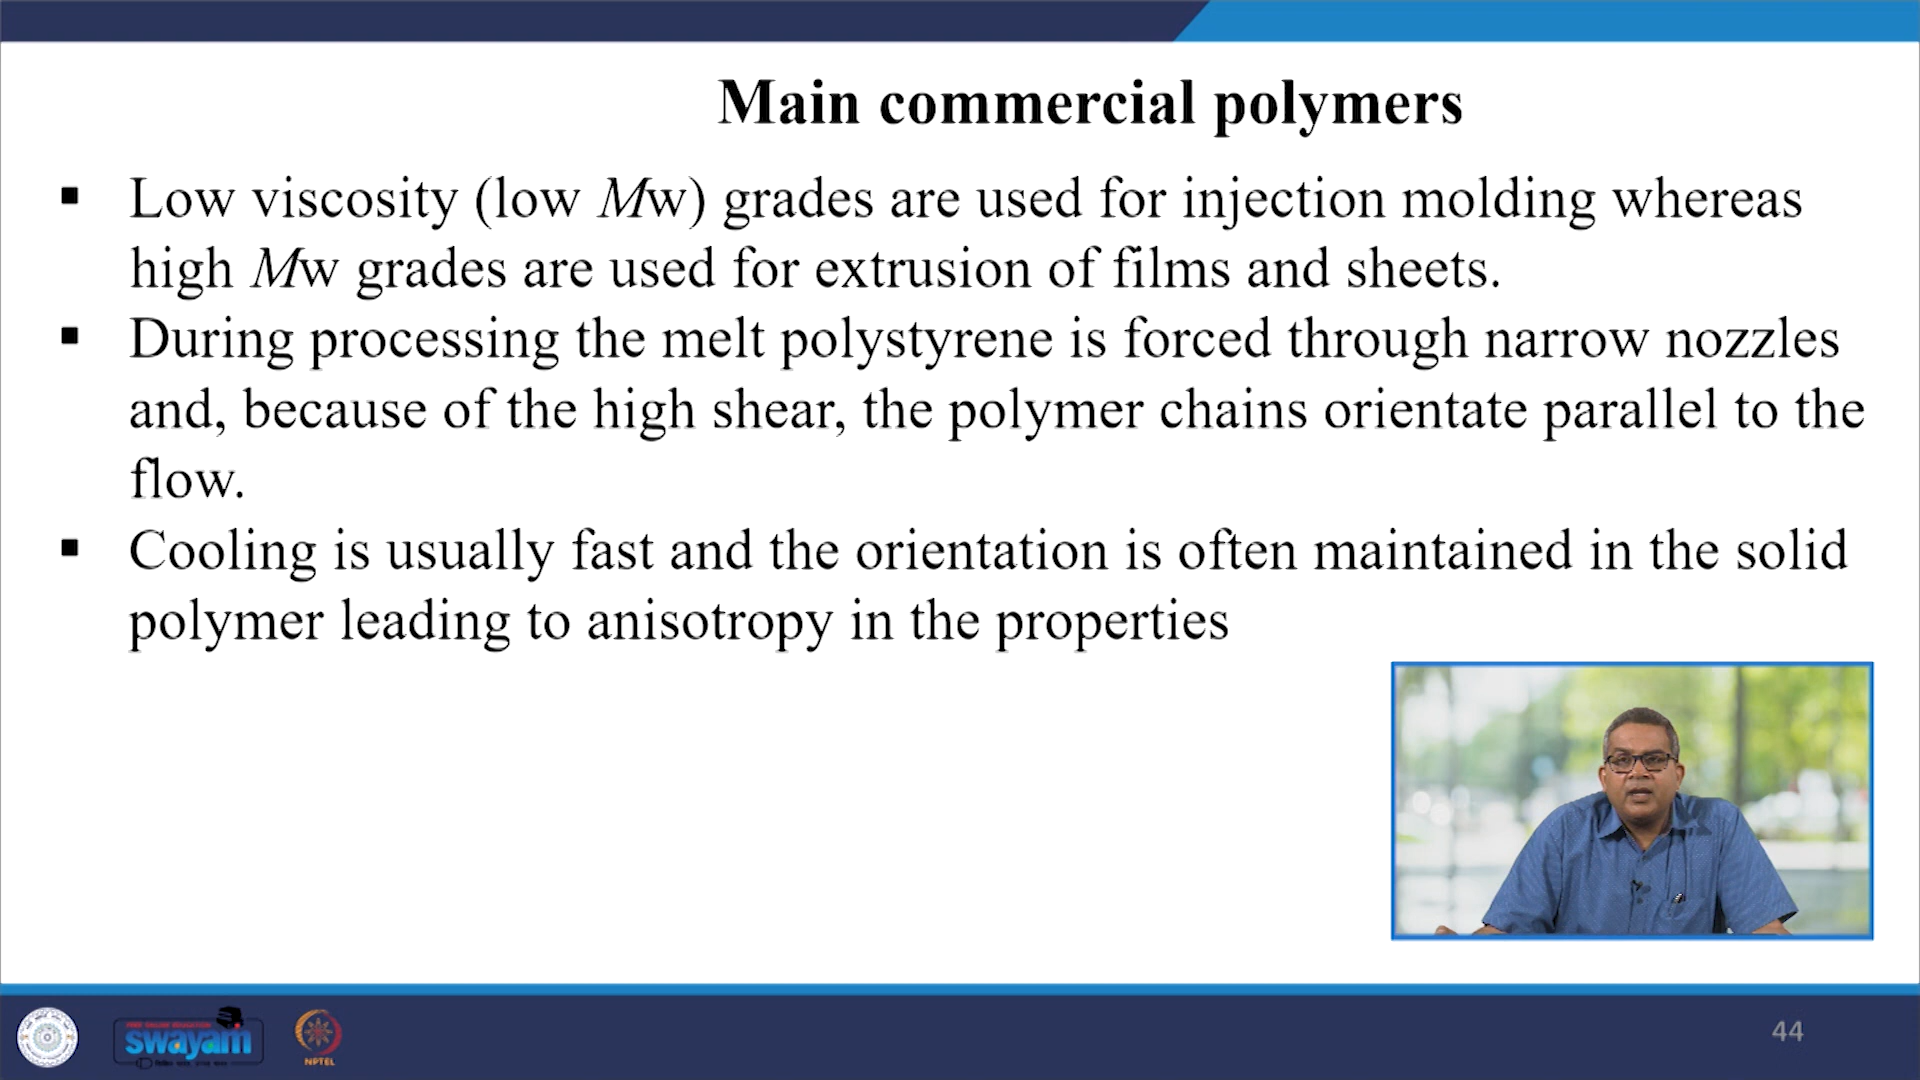 Main commercial polymers
▪ Low viscosity (low Mw) grades are used for injection molding whereas
high Mw grades are used for extrusion of films and sheets.
▪ During processing the melt polystyrene is forced through narrow nozzles
and, because of the high shear, the polymer chains orientate parallel to the
flow.
▪ Cooling is usually fast and the orientation is often maintained in the solid
polymer leading to anisotropy in the properties
swayam
NPTEL
44